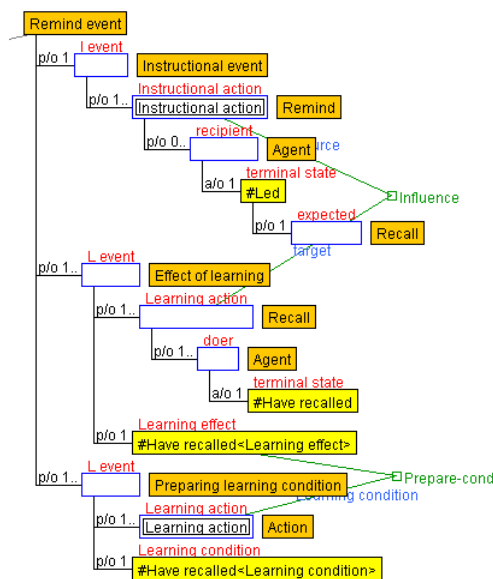 Remind event
I event
p/o 1
Instructional event
Instructional action
p/o 1..
Instructional action
Remind
recipient
p/o 0..
Agent
urce
terminal state
a/o 1
#Led
Influence
expected
p/o 1
Recall
target
L event
p/o 1..
Effect of learning
Learning action
p/o 1..
Recall
doer
p/o 1..
Agent
terminal state
a/o 1
#Have recalled
Learning effect
p/o 1
#Have recalled<Learning effect>
L event
p/o 1..
Preparing learning condition
Prepare-cond
Learning condition
Learning action
p/o 1..
Learning action
Action
Learning condition
p/o 1
#Have recalled<Learning condition>